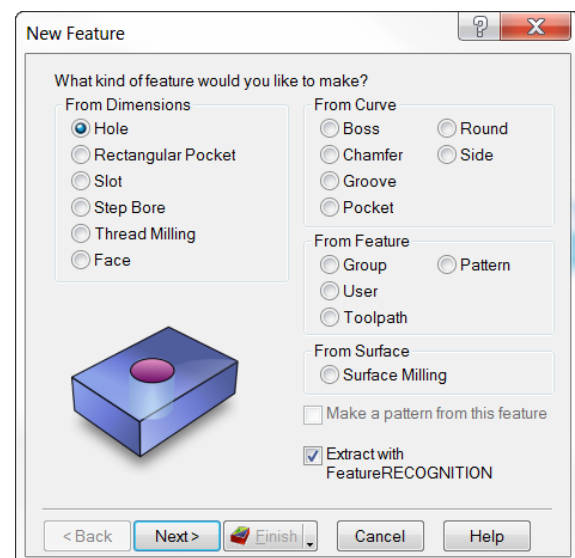 New Feature
What kind of feature would you like to make?
From Dimensions
Hole
Rectangular Pocket
Slot
Step Bore
Thread Milling
Face
From Curve
Boss
Round
Chamfer
Side
Groove
Pocket
From Feature
Group
Pattern
User
Toolpath
From Surface
Surface Milling
Make a pattern from this feature
Extract with
FeatureRECOGNITION
< Back
Next >
Finish
Cancel
Help